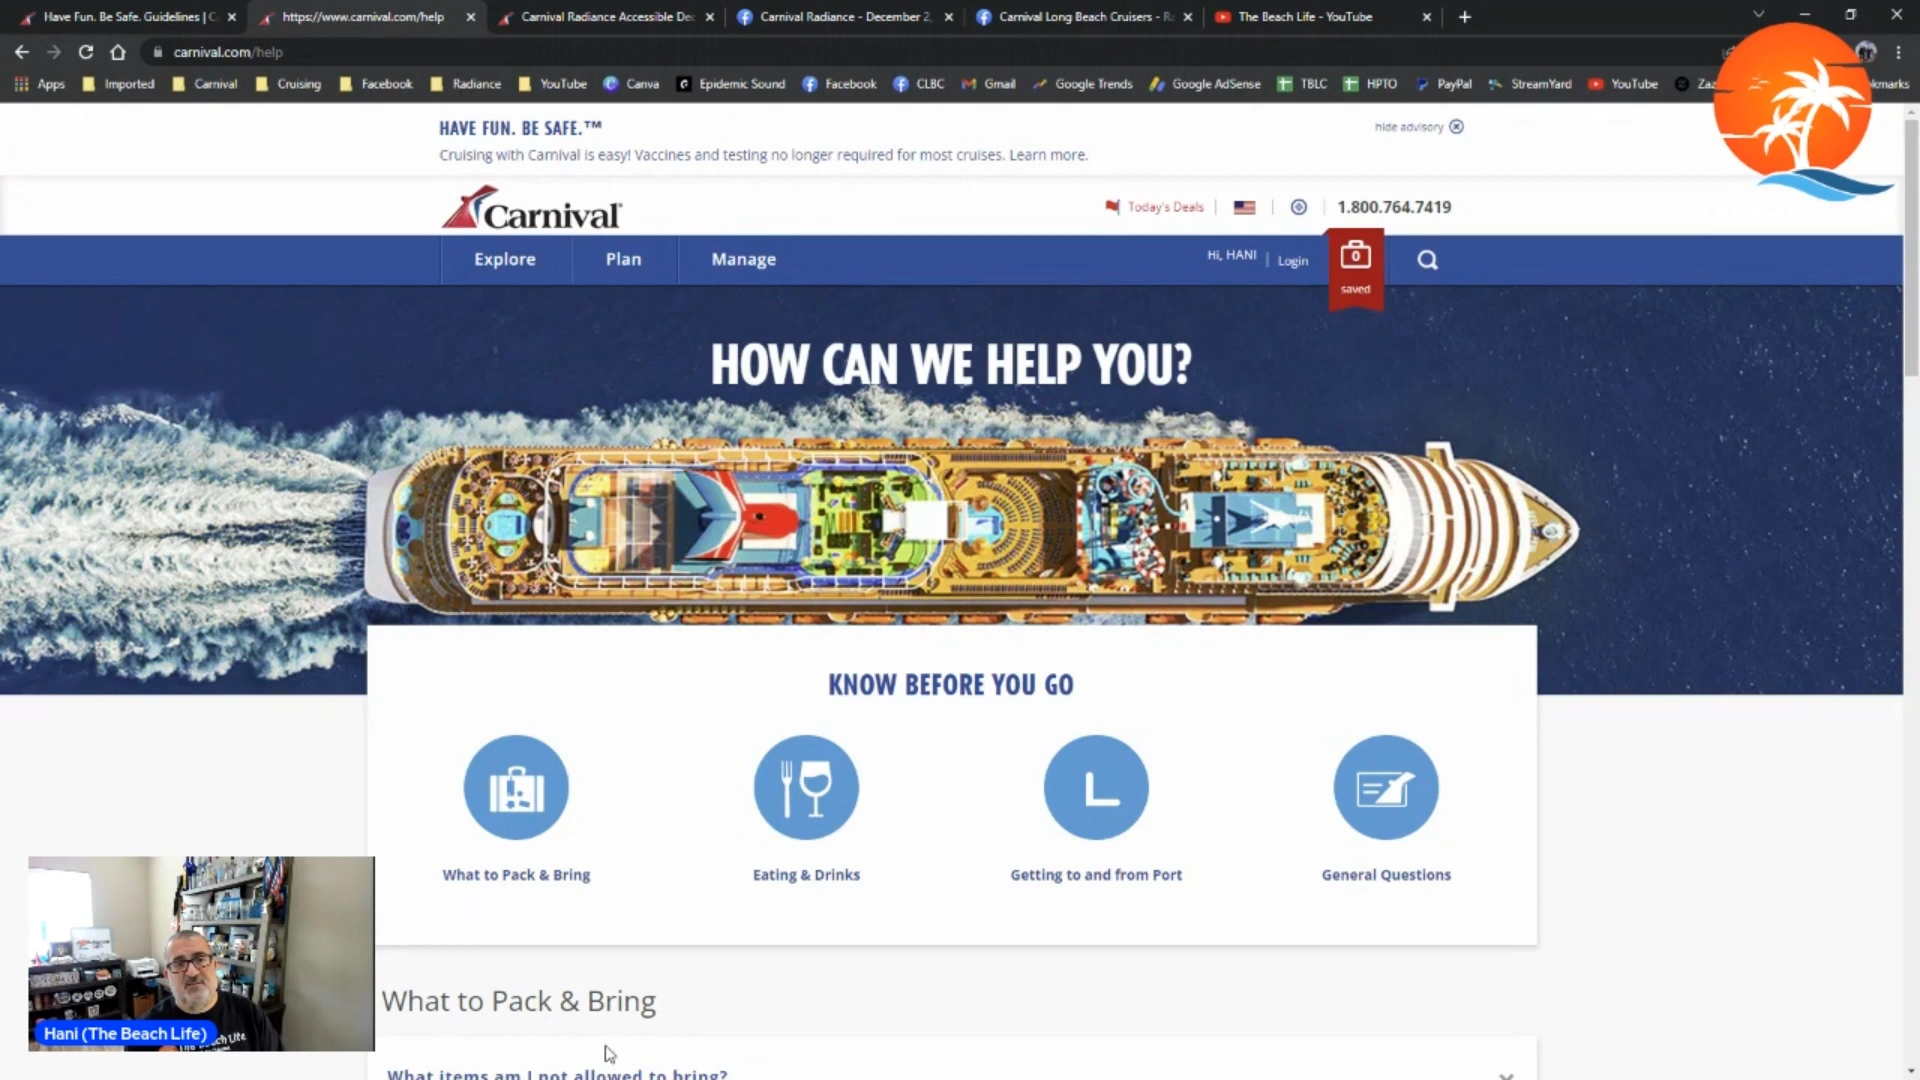 Have Fun. Be Safe. Guidelines | C
https://www.carnival.com/help
Carnival Radiance Accessible De
Carnival Radiance - December 2,
Carnival Long Beach Cruisers - R
The Beach Life - YouTube
carnival.com/help
Apps
Imported
Carnival
Cruising
Facebook
Radiance
YouTube
Canva
Epidemic Sound
Facebook
CLBC
Gmail
Google Trends
Google AdSense
TBLC
HPTO
PayPal
StreamYard
YouTube
Zaz
kmarks
HAVE FUN. BE SAFE.™
hide advisory
Cruising with Carnival is easy! Vaccines and testing no longer required for most cruises. Learn more.
Carnival
Today's Deals
1.800.764.7419
Explore
Plan
Manage
Hi, HANI
Login
0
saved
HOW CAN WE HELP YOU?
KNOW BEFORE YOU GO
What to Pack & Bring
Eating & Drinks
Getting to and from Port
General Questions
What to Pack & Bring
Hani (The Beach Life)
What items am I not allowed to bring?